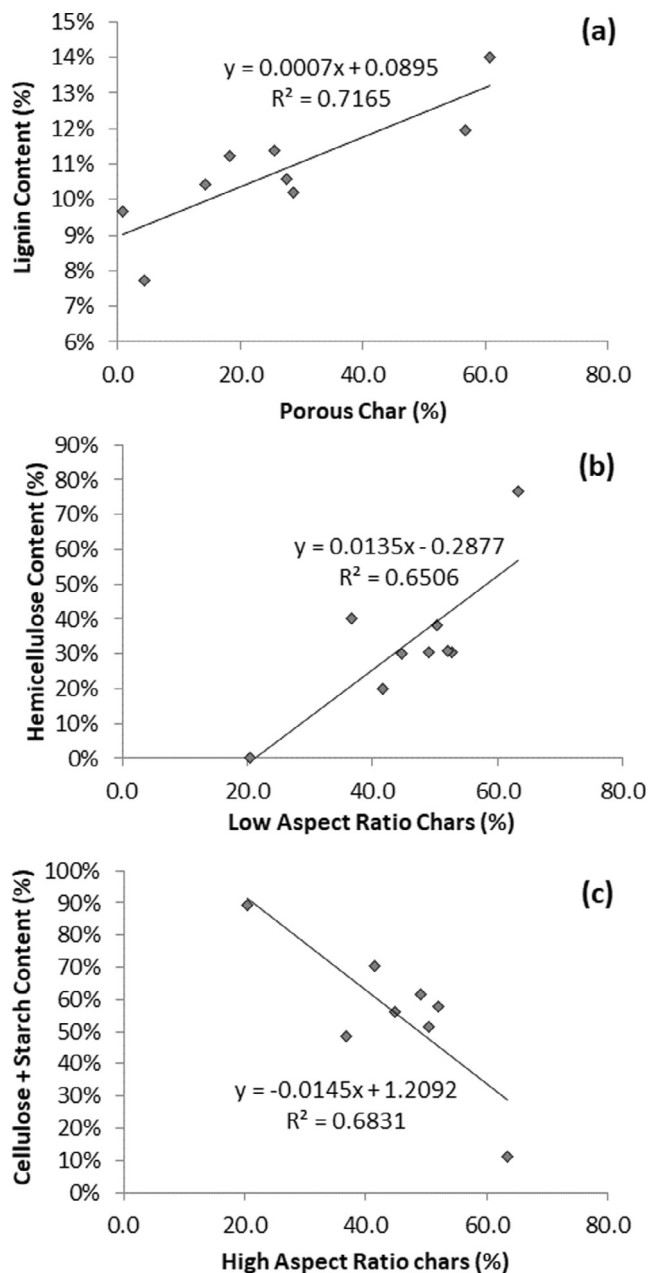 (a)
Lignin Content (%)
15%
14%
13%
12%
11%
10%
9%
8%
7%
6%
y = 0.0007x + 0.0895
R² = 0.7165
0.0 20.0 40.0 60.0 80.0
Porous Char (%)
(b)
Hemicellulose Content (%)
90%
80%
70%
60%
50%
40%
30%
20%
10%
0%
y = 0.0135x - 0.2877
R² = 0.6506
0.0 20.0 40.0 60.0 80.0
Low Aspect Ratio Chars (%)
(c)
Cellulose + Starch Content (%)
100%
90%
80%
70%
60%
50%
40%
30%
20%
10%
0%
y = -0.0145x + 1.2092
R² = 0.6831
0.0 20.0 40.0 60.0 80.0
High Aspect Ratio chars (%)